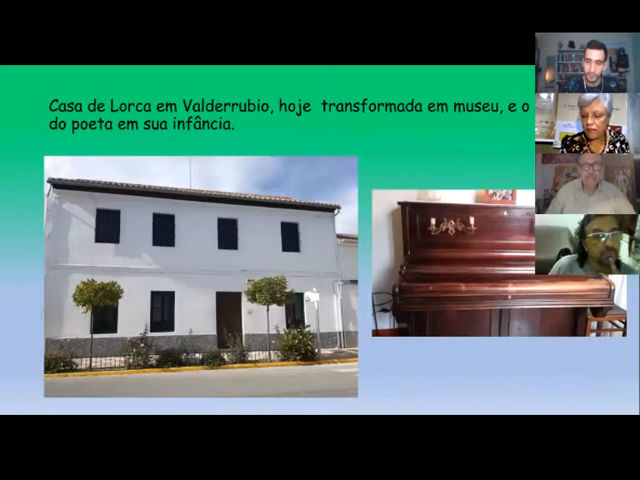 Casa de Lorca em Valderrubio, hoje transformada em museu, e o
do poeta em sua infância.